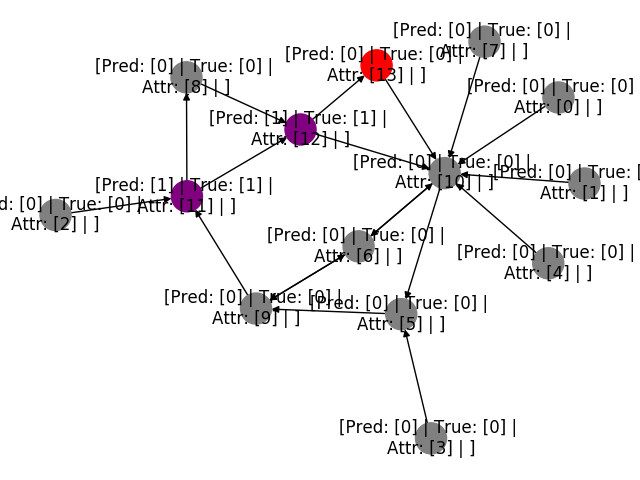 [Pred: [0] | True: [0] |
Attr: [7] | ]
[Pred: [0] | True: [0] |
Attr: [13] | ]
[Pred: [0] | True: [0] |
Attr: [8] | ]
[Pred: [0] | True: [0]
Attr: [0] | ]
[Pred: [1] | True: [1] |
Attr: [12] | ]
[Pred: [0] | True: [0] |
Attr: [10] | ]
[Pred: [0] | True: [
Attr: [1] | ]
[Pred: [1] | True: [1] |
Attr: [11] | ]
d: [0] | True: [0] |
Attr: [2] | ]
[Pred: [0] | True: [0] |
Attr: [6] | ]
[Pred: [0] | True: [0] |
Attr: [4] | ]
[Pred: [0] | True: [0] |
Attr: [9] | ]
[Pred: [0] | True: [0] |
Attr: [5] | ]
[Pred: [0] | True: [0] |
Attr: [3] | ]